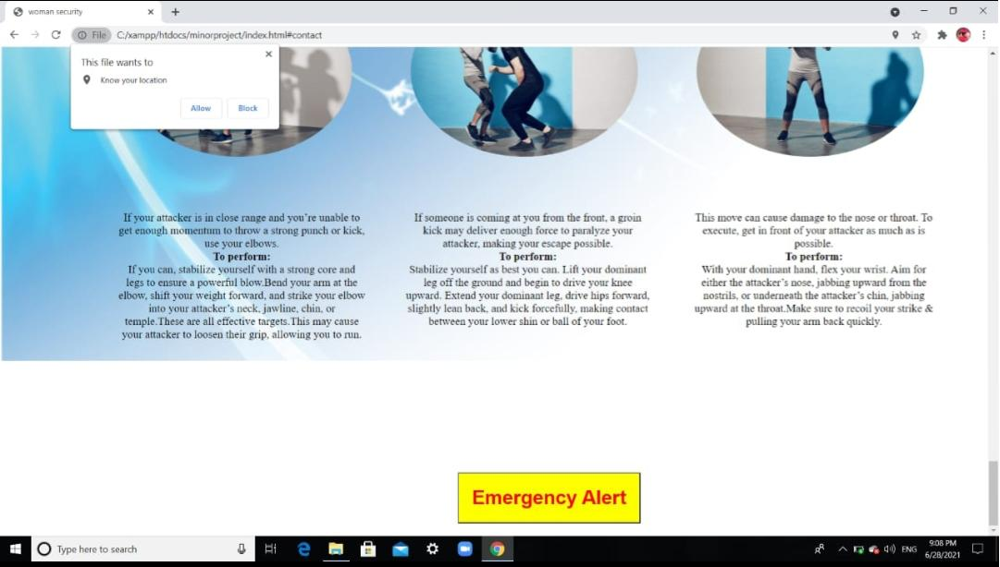 woman security
File C:/xampp/htdocs/minorproject/index.html#contact
This file wants to
Know your location
Allow Block
If your attacker is in close range and you're unable to
get enough momentum to throw a strong punch or kick,
use your elbows.
To perform:
If you can, stabilize yourself with a strong core and
legs to ensure a powerful blow.Bend your arm at the
elbow, shift your weight forward, and strike your elbow
into your attacker's neck, jawline, chin, or
temple.These are all effective targets.This may cause
your attacker to loosen their grip, allowing you to run.
If someone is coming at you from the front, a groin
kick may deliver enough force to paralyze your
attacker, making your escape possible.
To perform:
Stabilize yourself as best you can. Lift your dominant
leg off the ground and begin to drive your knee
upward. Extend your dominant leg, drive hips forward,
slightly lean back, and kick forcefully, making contact
between your lower shin or ball of your foot.
This move can cause damage to the nose or throat. To
execute, get in front of your attacker as much as is
possible.
To perform:
With your dominant hand, flex your wrist. Aim for
either the attacker's nose, jabbing upward from the
nostrils, or underneath the attacker's chin, jabbing
upward at the throat.Make sure to recoil your strike &
pulling your arm back quickly.
Emergency Alert
Type here to search
ENG
9:08 PM
6/28/2021